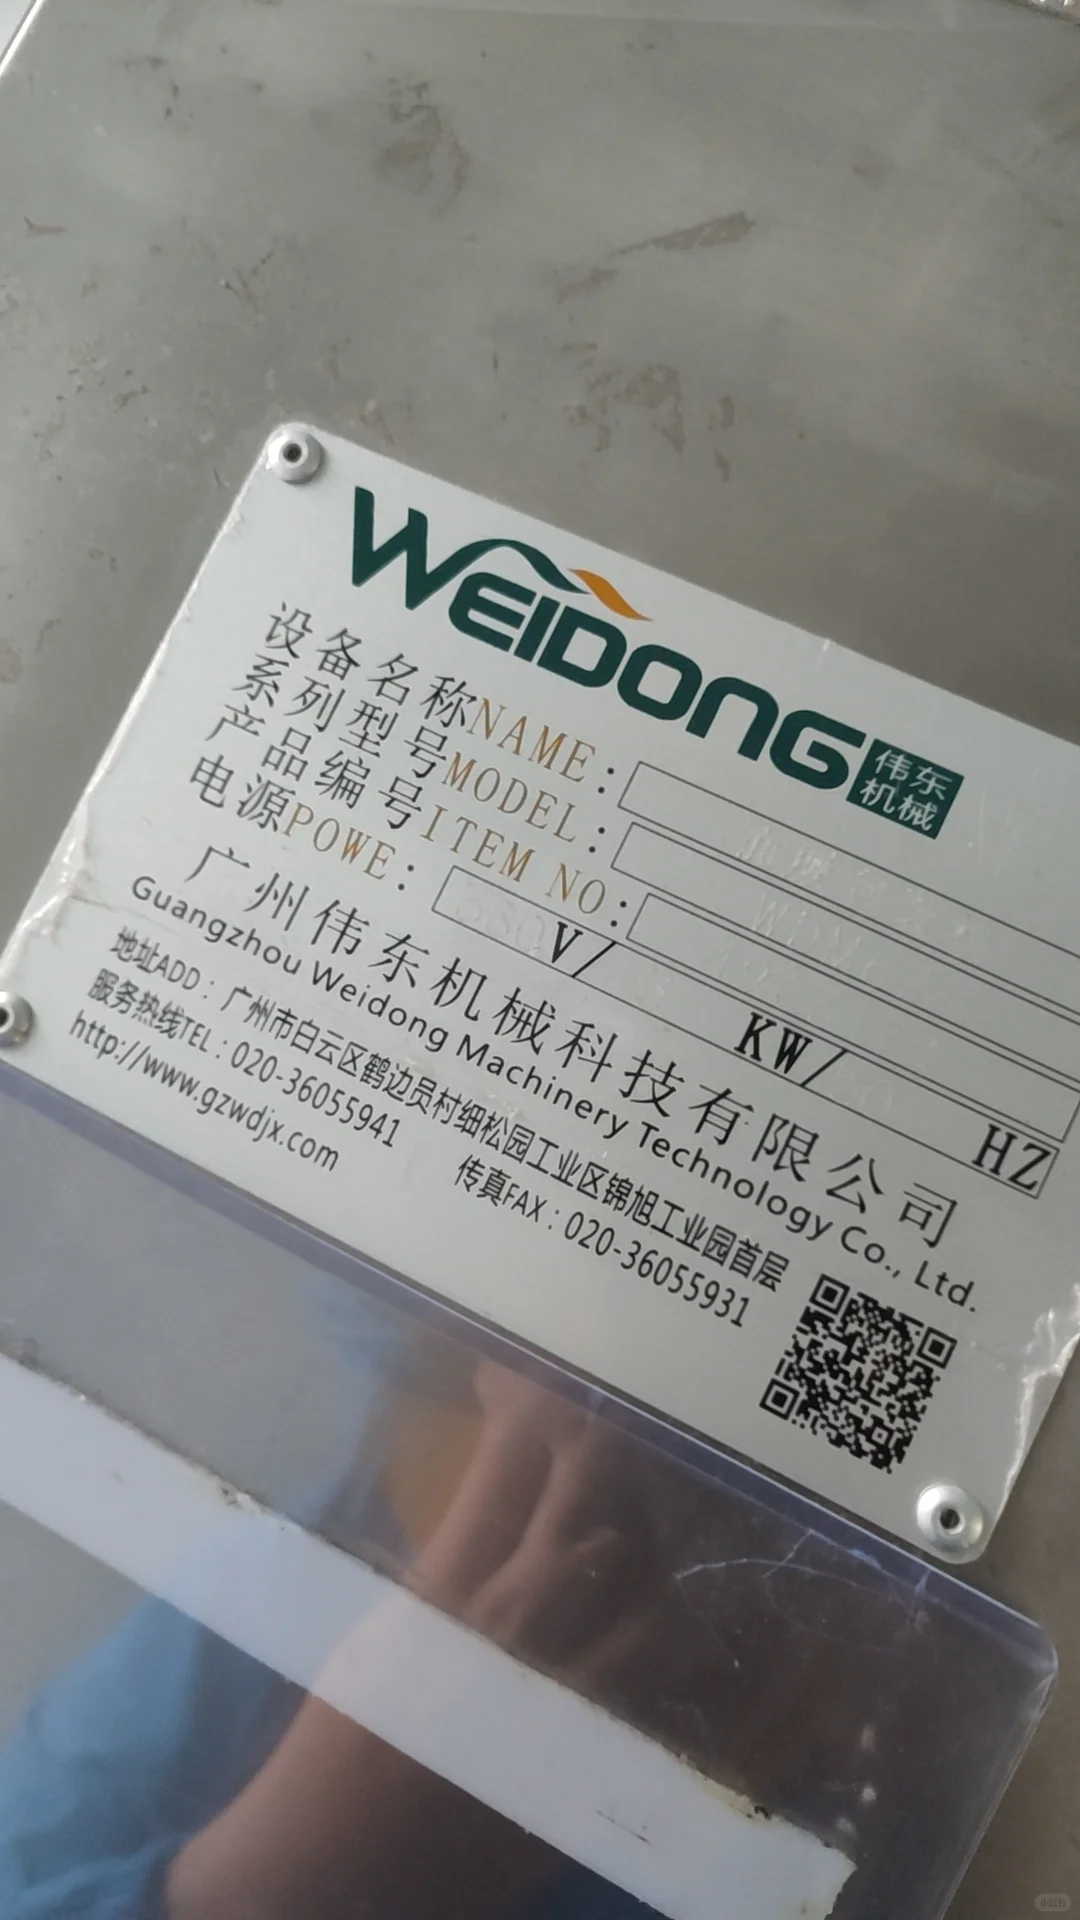 WEIDONG 伟东机械
设备名称NAME：
系列型号MODEL：
产品编号ITEM NO：
电源POWE：380V/ KW/ HZ
广州伟东机械科技有限公司
Guangzhou Weidong Machinery Technology Co., Ltd.
地址ADD：广州市白云区鹤边员村细松园工业区锦旭工业园首层
服务热线TEL：020-36055941 传真FAX：020-36055931
http://www.gzwdjx.com
小红书